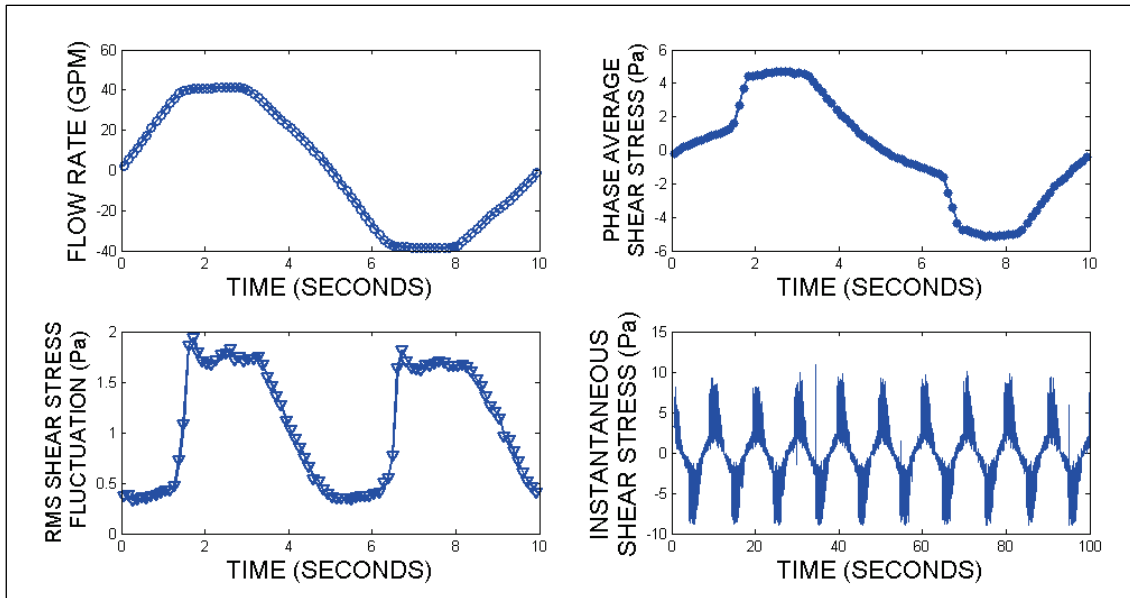 FLOW RATE (GPM)
60
40
20
0
-20
-40
0 2 4 6 8 10
TIME (SECONDS)
PHASE AVERAGE
SHEAR STRESS (Pa)
6
4
2
0
-2
-4
-6
0 2 4 6 8 10
TIME (SECONDS)
RMS SHEAR STRESS
FLUCTUATION (Pa)
2
1.5
1
0.5
0
0 2 4 6 8 10
TIME (SECONDS)
INSTANTANEOUS
SHEAR STRESS (Pa)
15
10
5
0
-5
-10
0 20 40 60 80 100
TIME (SECONDS)